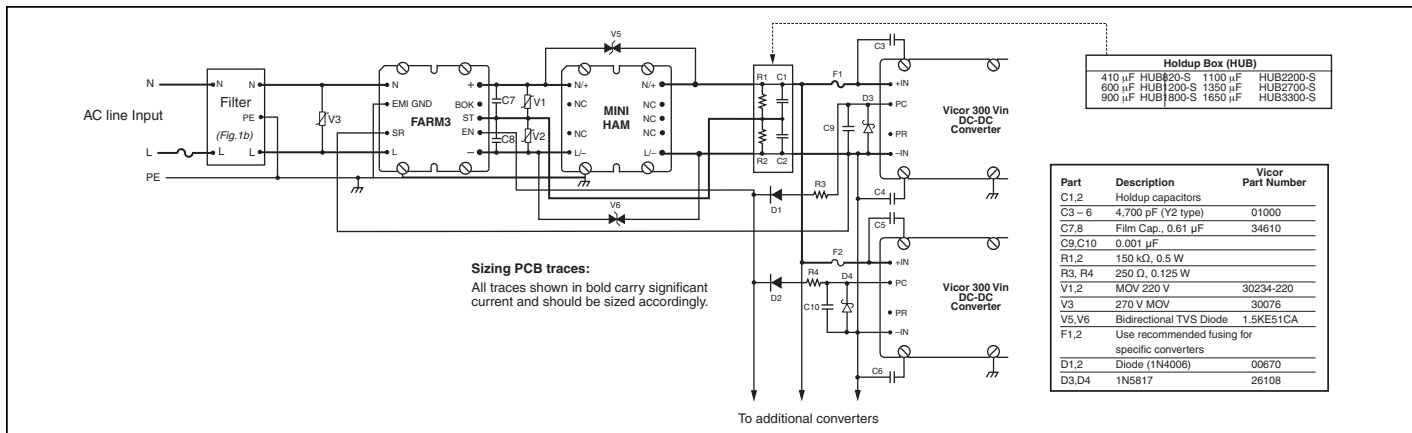 AC line Input
N
L
PE
N
Filter
PE
(Fig.1b)
L
N
L
V3
N
EMI GND
SR
L
FARM3
+
BOK
ST
EN
–
C7
C8
V1
V2
V5
V6
N/+
NC
NC
L/–
MINI
HAM
N/+
NC
NC
NC
L/–
R1 C1
R2 C2
F1
C3
C9
D3
C4
D1
R3
+IN
PC
PR
–IN
Vicor 300 Vin
DC-DC
Converter
C5
F2
D2
R4
D4
C10
C6
+IN
PC
PR
–IN
Vicor 300 Vin
DC-DC
Converter
To additional converters
Sizing PCB traces:
All traces shown in bold carry significant
current and should be sized accordingly.
Holdup Box (HUB)
410 µF HUB820-S 1100 µF HUB2200-S
600 µF HUB1200-S 1350 µF HUB2700-S
900 µF HUB1800-S 1650 µF HUB3300-S
Part Description Vicor Part Number
C1,2 Holdup capacitors
C3 – 6 4,700 pF (Y2 type) 01000
C7,8 Film Cap., 0.61 µF 34610
C9,C10 0.001 µF
R1,2 150 kΩ, 0.5 W
R3, R4 250 Ω, 0.125 W
V1,2 MOV 220 V 30234-220
V3 270 V MOV 30076
V5,V6 Bidirectional TVS Diode 1.5KE51CA
F1,2 Use recommended fusing for
specific converters
D1,2 Diode (1N4006) 00670
D3,D4 1N5817 26108